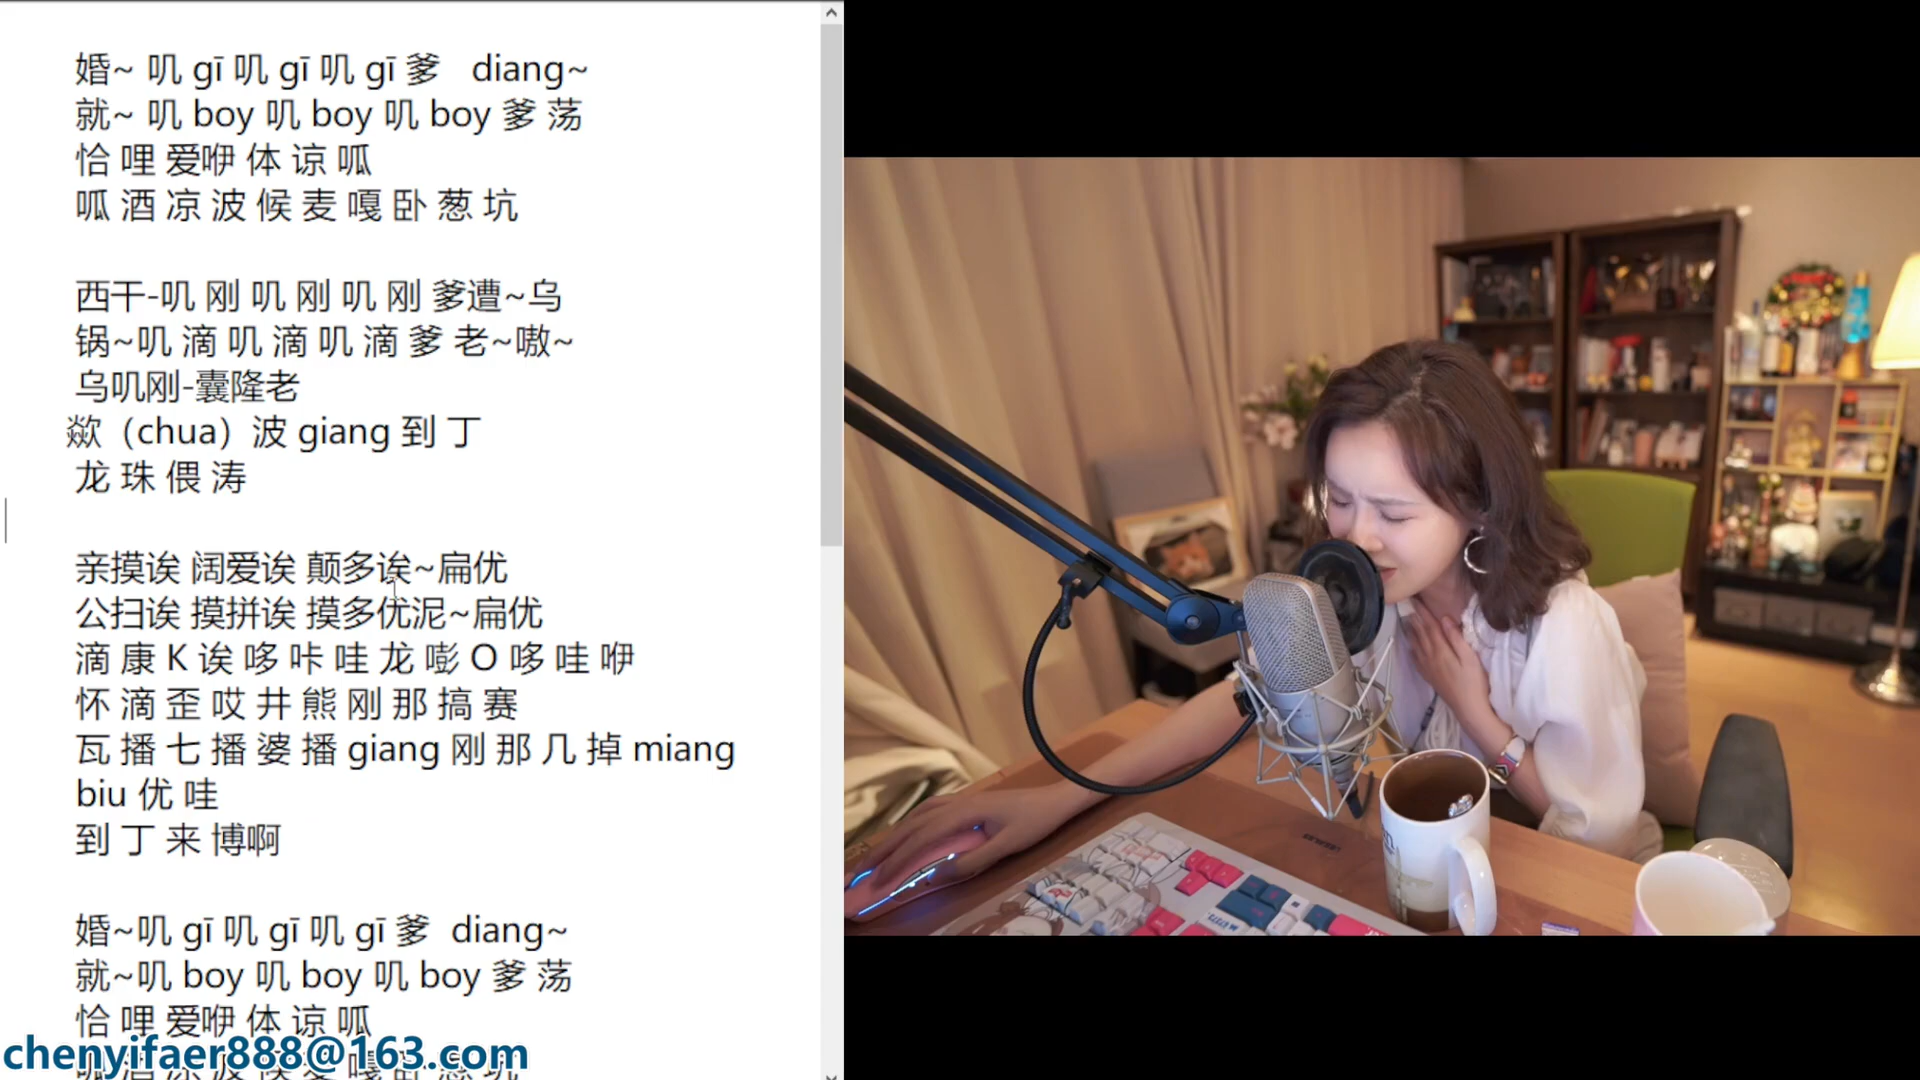 婚~ 叽 gī 叽 gī 叽 gī 爹 diang~
就~ 叽 boy 叽 boy 叽 boy 爹 荡
恰 哩 爱咿 体 谅 呱
呱 酒 凉 波 候 麦 嘎 卧 葱 坑
西干-叽 刚 叽 刚 叽 刚 爹遭~乌
锅~叽 滴 叽 滴 叽 滴 爹 老~嗷~
乌叽刚-囊隆老
歘（chua）波 giang 到 丁
龙 珠 偎 涛
亲摸诶 阔爱诶 颠多诶~扁优
公扫诶 摸拼诶 摸多优泥~扁优
滴 康 K 诶 哆 咔 哇 龙 嘭 O 哆 哇 咿
怀 滴 歪 哎 井 熊 刚 那 搞 赛
瓦 播 七 播 婆 播 giang 刚 那 几 掉 miang
biu 优 哇
到 丁 来 博啊
婚~叽 gī 叽 gī 叽 gī 爹 diang~
就~叽 boy 叽 boy 叽 boy 爹 荡
恰 哩 爱咿 体 谅 呱
chenyifaer888@163.com